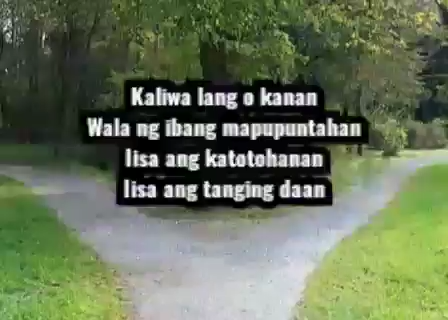 Kaliwa lang o kanan
Wala ng ibang mapupuntahan
Iisa ang katotohanan
Iisa ang tanging daan